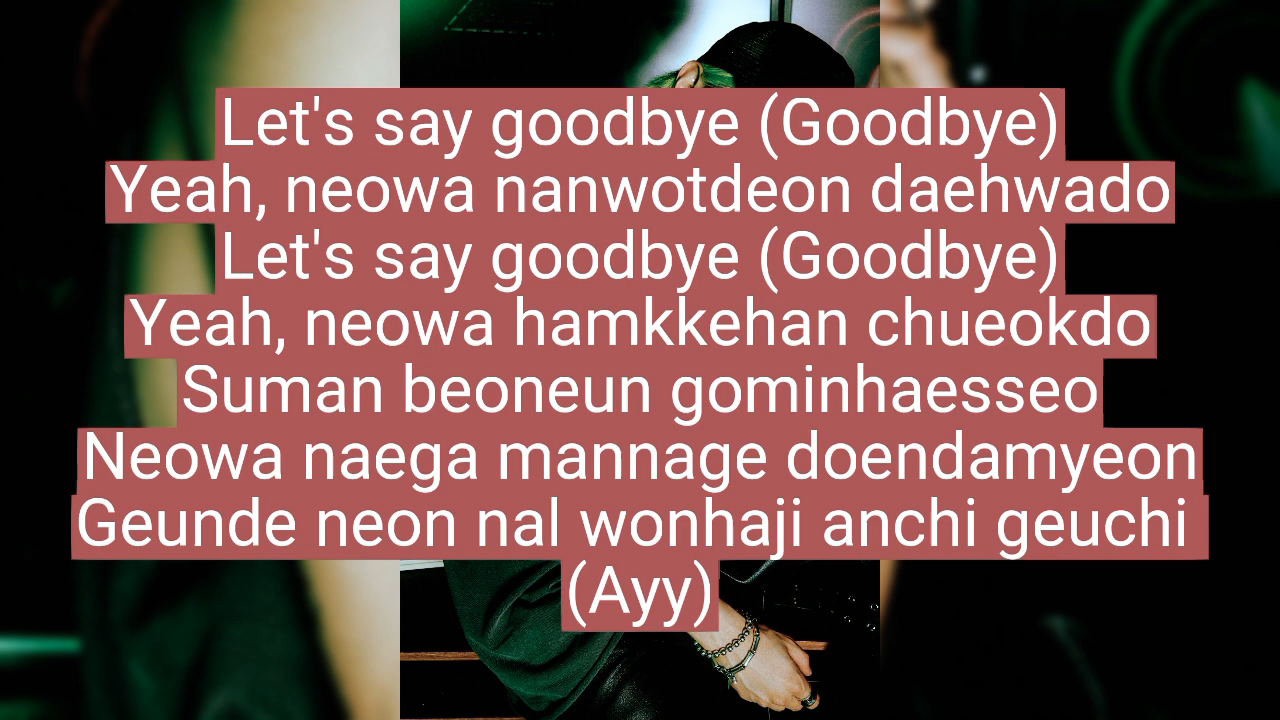 Let's say goodbye (Goodbye)
Yeah, neowa nanwotdeon daehwado
Let's say goodbye (Goodbye)
Yeah, neowa hamkkehan chueokdo
Suman beoneun gominhaesseo
Neowa naega mannage doendamyeon
Geunde neon nal wonhaji anchi geuchi
(Ayy)